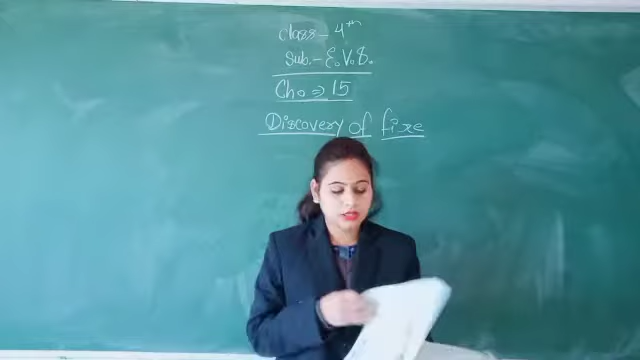 Class - 4th
Sub. - E.V.S.
Ch. ⇒ 15
Discovery of fire